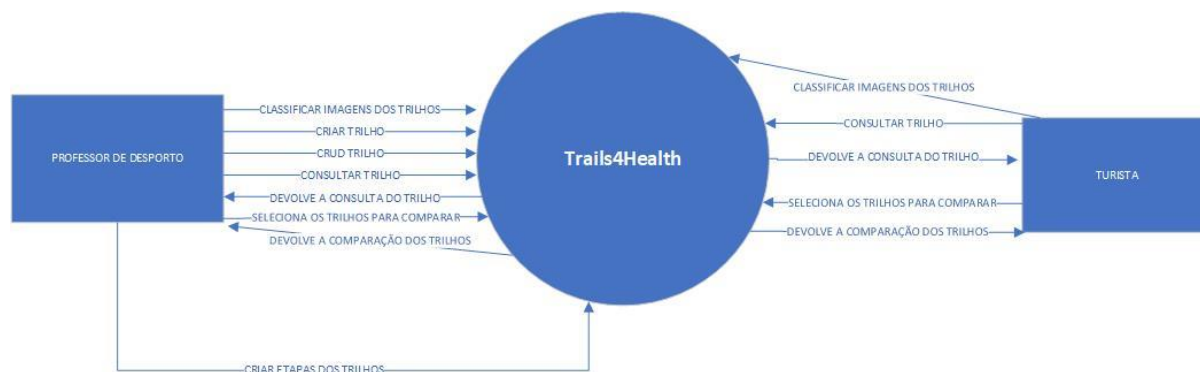 PROFESSOR DE DESPORTO
CLASSIFICAR IMAGENS DOS TRILHOS
CRIAR TRILHO
CRUD TRILHO
CONSULTAR TRILHO
DEVOLVE A CONSULTA DO TRILHO
SELECIONA OS TRILHOS PARA COMPARAR
DEVOLVE A COMPARAÇÃO DOS TRILHOS
CRIAR ETAPAS DOS TRILHOS
Trails4Health
CLASSIFICAR IMAGENS DOS TRILHOS
CONSULTAR TRILHO
DEVOLVE A CONSULTA DO TRILHO
SELECIONA OS TRILHOS PARA COMPARAR
DEVOLVE A COMPARAÇÃO DOS TRILHOS
TURISTA